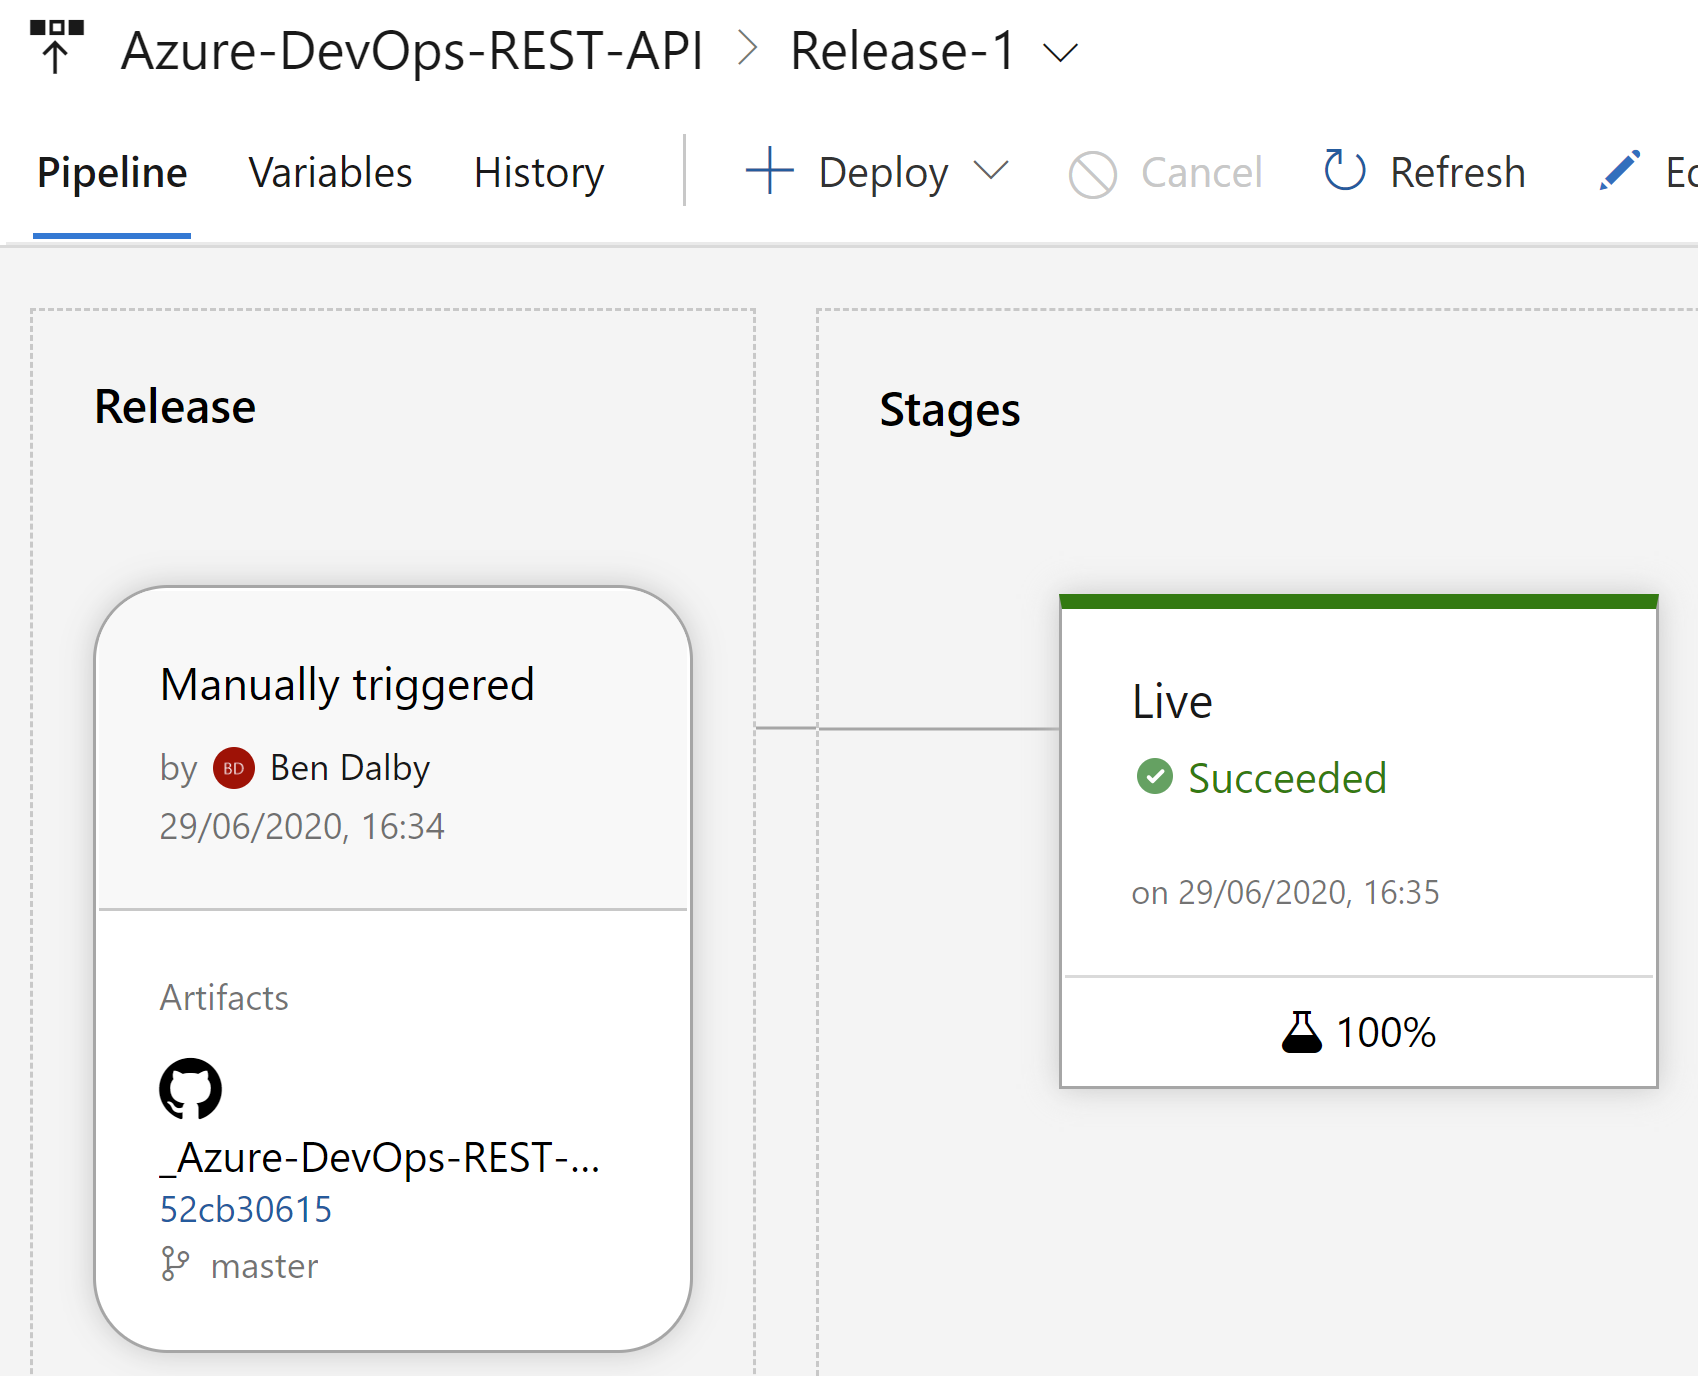 Azure-DevOps-REST-API > Release-1
Pipeline Variables History Deploy Cancel Refresh Ed
Release
Stages
Manually triggered
by BD Ben Dalby
29/06/2020, 16:34
Artifacts
_Azure-DevOps-REST-...
52cb30615
master
Live
Succeeded
on 29/06/2020, 16:35
100%